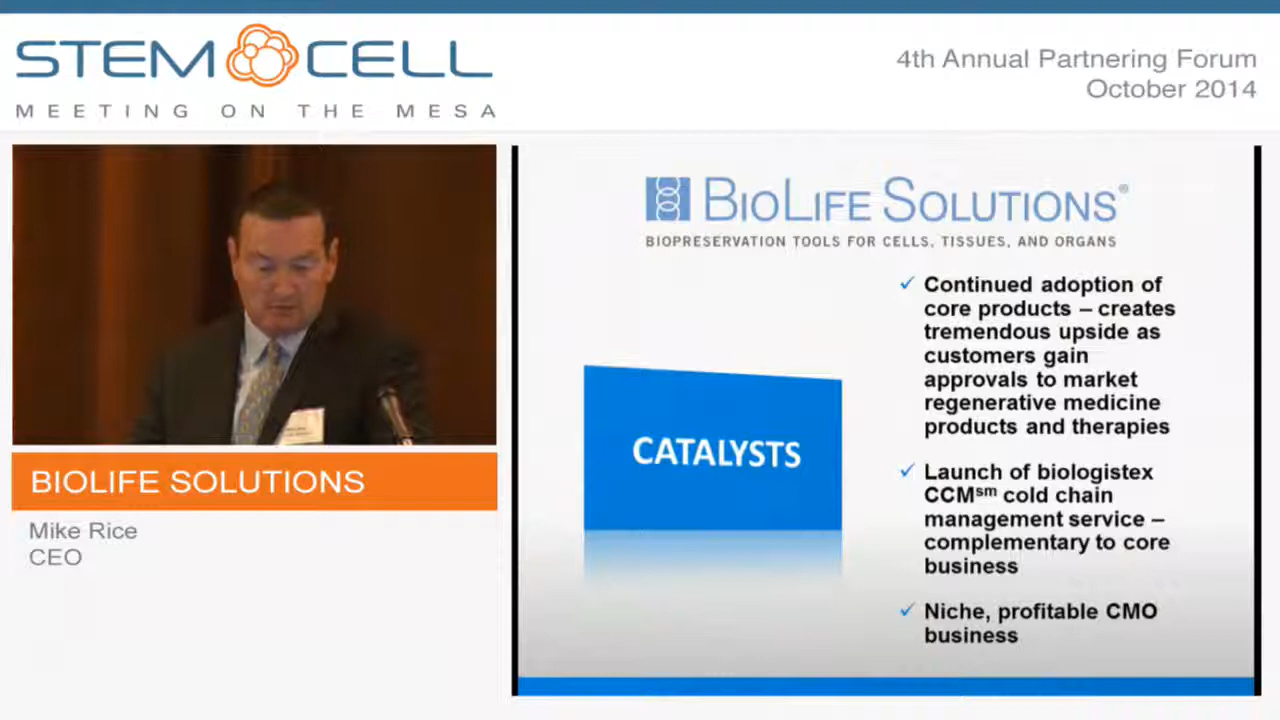 STEM CELL
MEETING ON THE MESA
4th Annual Partnering Forum
October 2014
BIOLIFE SOLUTIONS
Mike Rice
CEO
BIOLIFE SOLUTIONS®
BIOPRESERVATION TOOLS FOR CELLS, TISSUES, AND ORGANS
CATALYSTS
✓ Continued adoption of
core products – creates
tremendous upside as
customers gain
approvals to market
regenerative medicine
products and therapies
✓ Launch of biologistex
CCMsm cold chain
management service –
complementary to core
business
✓ Niche, profitable CMO
business